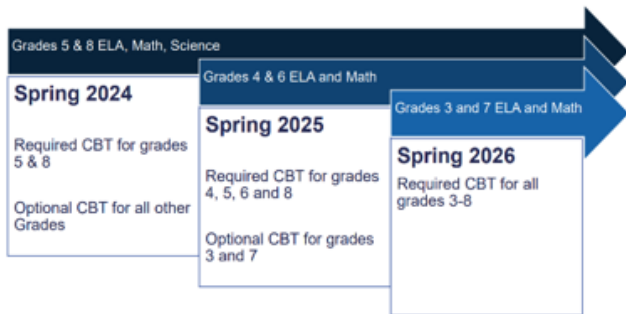 Grades 5 & 8 ELA, Math, Science
Spring 2024
Required CBT for grades
5 & 8
Optional CBT for all other
Grades
Grades 4 & 6 ELA and Math
Spring 2025
Required CBT for grades
4, 5, 6 and 8
Optional CBT for grades
3 and 7
Grades 3 and 7 ELA and Math
Spring 2026
Required CBT for all
grades 3-8